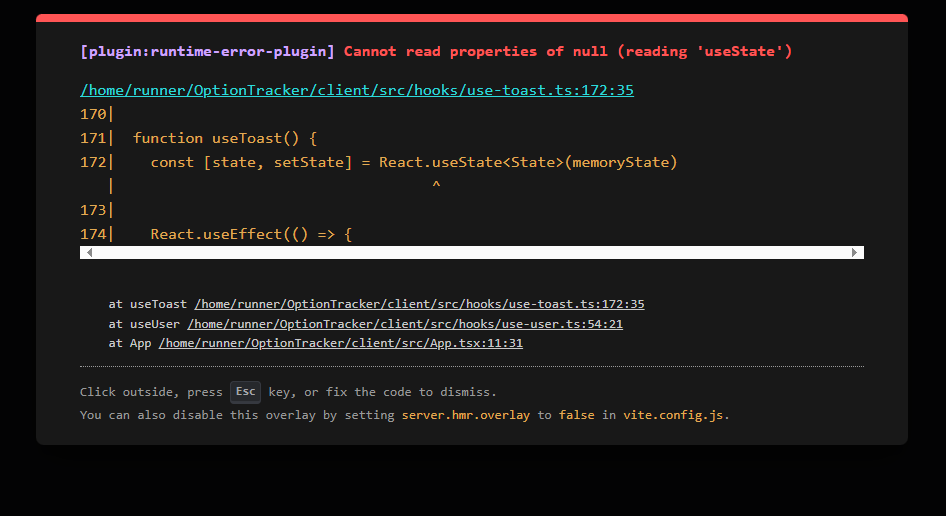 [plugin:runtime-error-plugin] Cannot read properties of null (reading 'useState')
/home/runner/OptionTracker/client/src/hooks/use-toast.ts:172:35
170|
171|  function useToast() {
172|    const [state, setState] = React.useState<State>(memoryState)
   |                                    ^
173|
174|    React.useEffect(() => {
at useToast /home/runner/OptionTracker/client/src/hooks/use-toast.ts:172:35
at useUser /home/runner/OptionTracker/client/src/hooks/use-user.ts:54:21
at App /home/runner/OptionTracker/client/src/App.tsx:11:31
Click outside, press Esc key, or fix the code to dismiss.
You can also disable this overlay by setting server.hmr.overlay to false in vite.config.js.